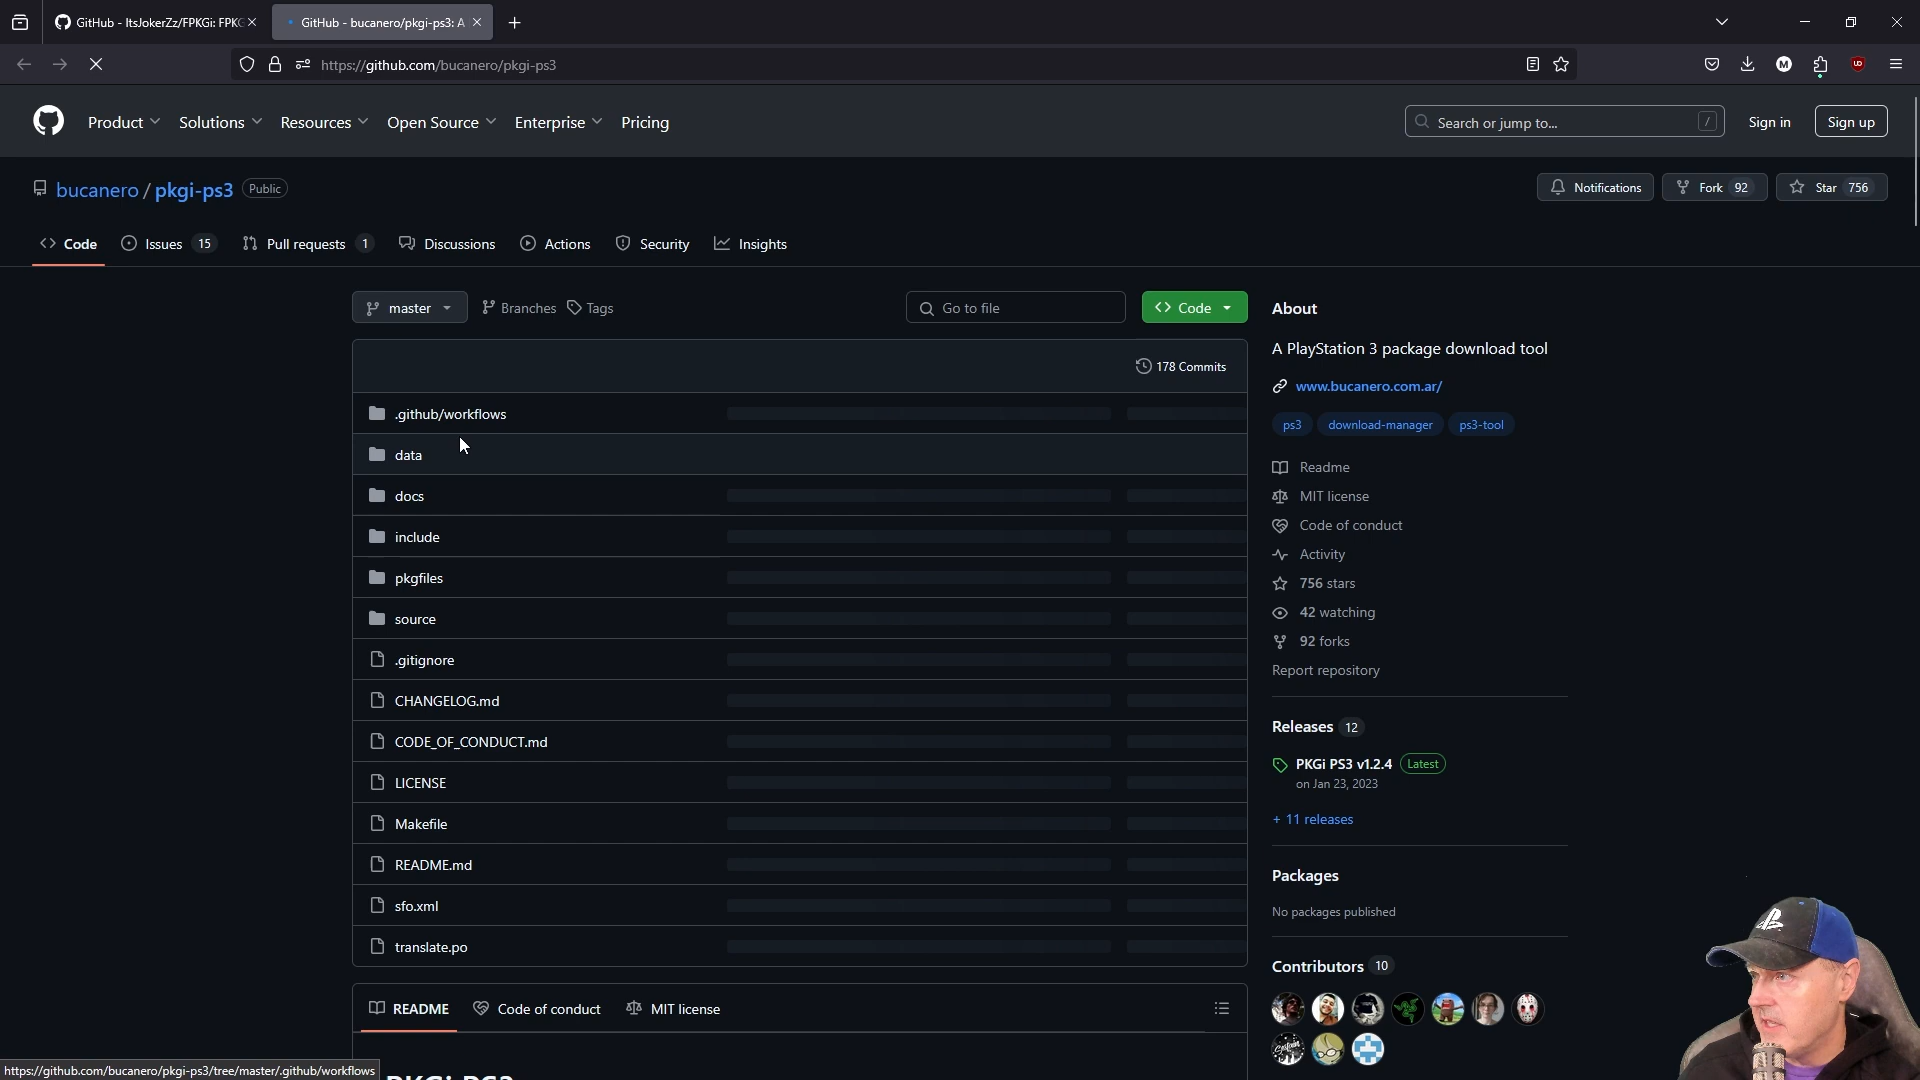 GitHub - ItsJokerZz/FPKGi: FPKG
GitHub - bucanero/pkgi-ps3: A
https://github.com/bucanero/pkgi-ps3
Product
Solutions
Resources
Open Source
Enterprise
Pricing
Search or jump to...
/
Sign in
Sign up
bucanero / pkgi-ps3
Public
Notifications
Fork 92
Star 756
Code
Issues 15
Pull requests 1
Discussions
Actions
Security
Insights
master
Branches
Tags
Go to file
Code
178 Commits
.github/workflows
data
docs
include
pkgfiles
source
.gitignore
CHANGELOG.md
CODE_OF_CONDUCT.md
LICENSE
Makefile
README.md
sfo.xml
translate.po
README
Code of conduct
MIT license
PKGi PS3
About
A PlayStation 3 package download tool
www.bucanero.com.ar/
ps3
download-manager
ps3-tool
Readme
MIT license
Code of conduct
Activity
756 stars
42 watching
92 forks
Report repository
Releases 12
PKGi PS3 v1.2.4 Latest
on Jan 23, 2023
+ 11 releases
Packages
No packages published
Contributors 10
https://github.com/bucanero/pkgi-ps3/tree/master/.github/workflows